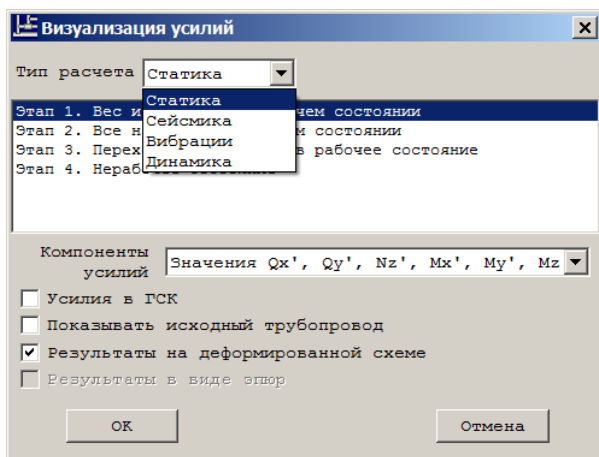 Визуализация усилий
Тип расчета Статика
Статика
Сейсмика
Вибрации
Динамика
Этап 1. Вес и чем состоянии
Этап 2. Все н м состоянии
Этап 3. Перех в рабочее состояние
Этап 4. Нераб
Компоненты усилий
Значения Qx', Qy', Nz', Mx', My', Mz
Усилия в ГСК
Показывать исходный трубопровод
Результаты на деформированной схеме
Результаты в виде эпюр
ОК
Отмена